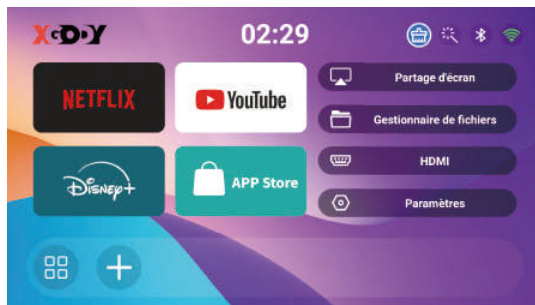 XGODY
02:29
NETFLIX
YouTube
Partage d'écran
Gestionnaire de fichiers
Disney+
APP Store
HDMI
Paramètres